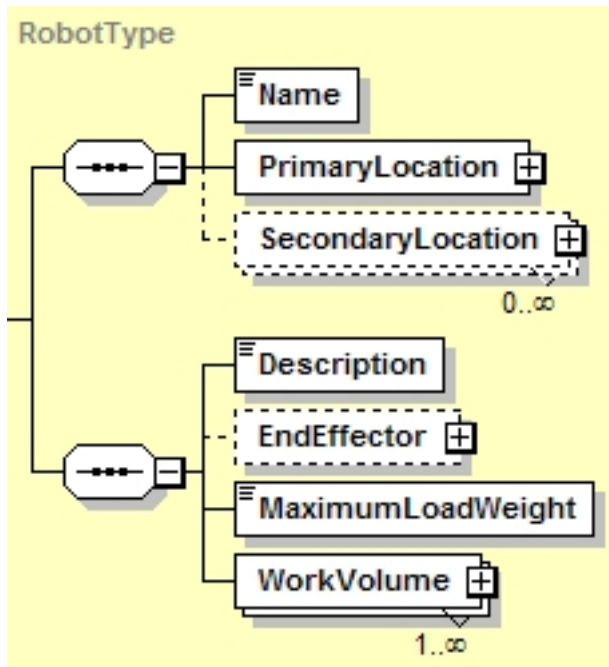 RobotType
Name
PrimaryLocation
SecondaryLocation
0..∞
Description
EndEffector
MaximumLoadWeight
WorkVolume
1..∞